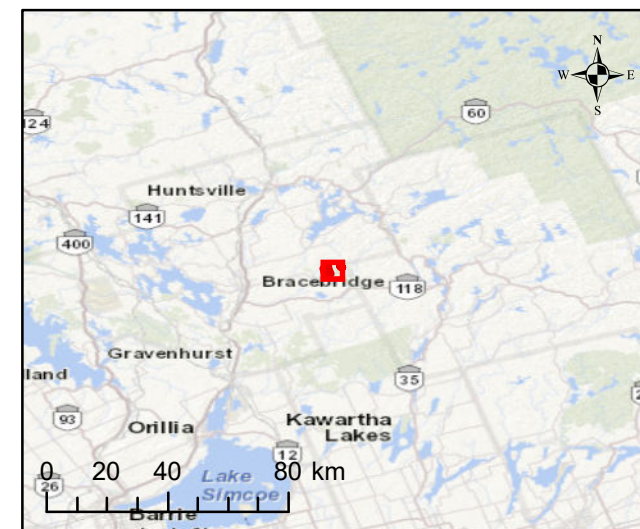 N
W E
S
124
60
Huntsville
141
400
Bracebridge
118
Gravenhurst
land
35
93
Orillia
Kawartha
Lakes
12
0 20 40 80 km
Lake
Simcoe
26
Barrie